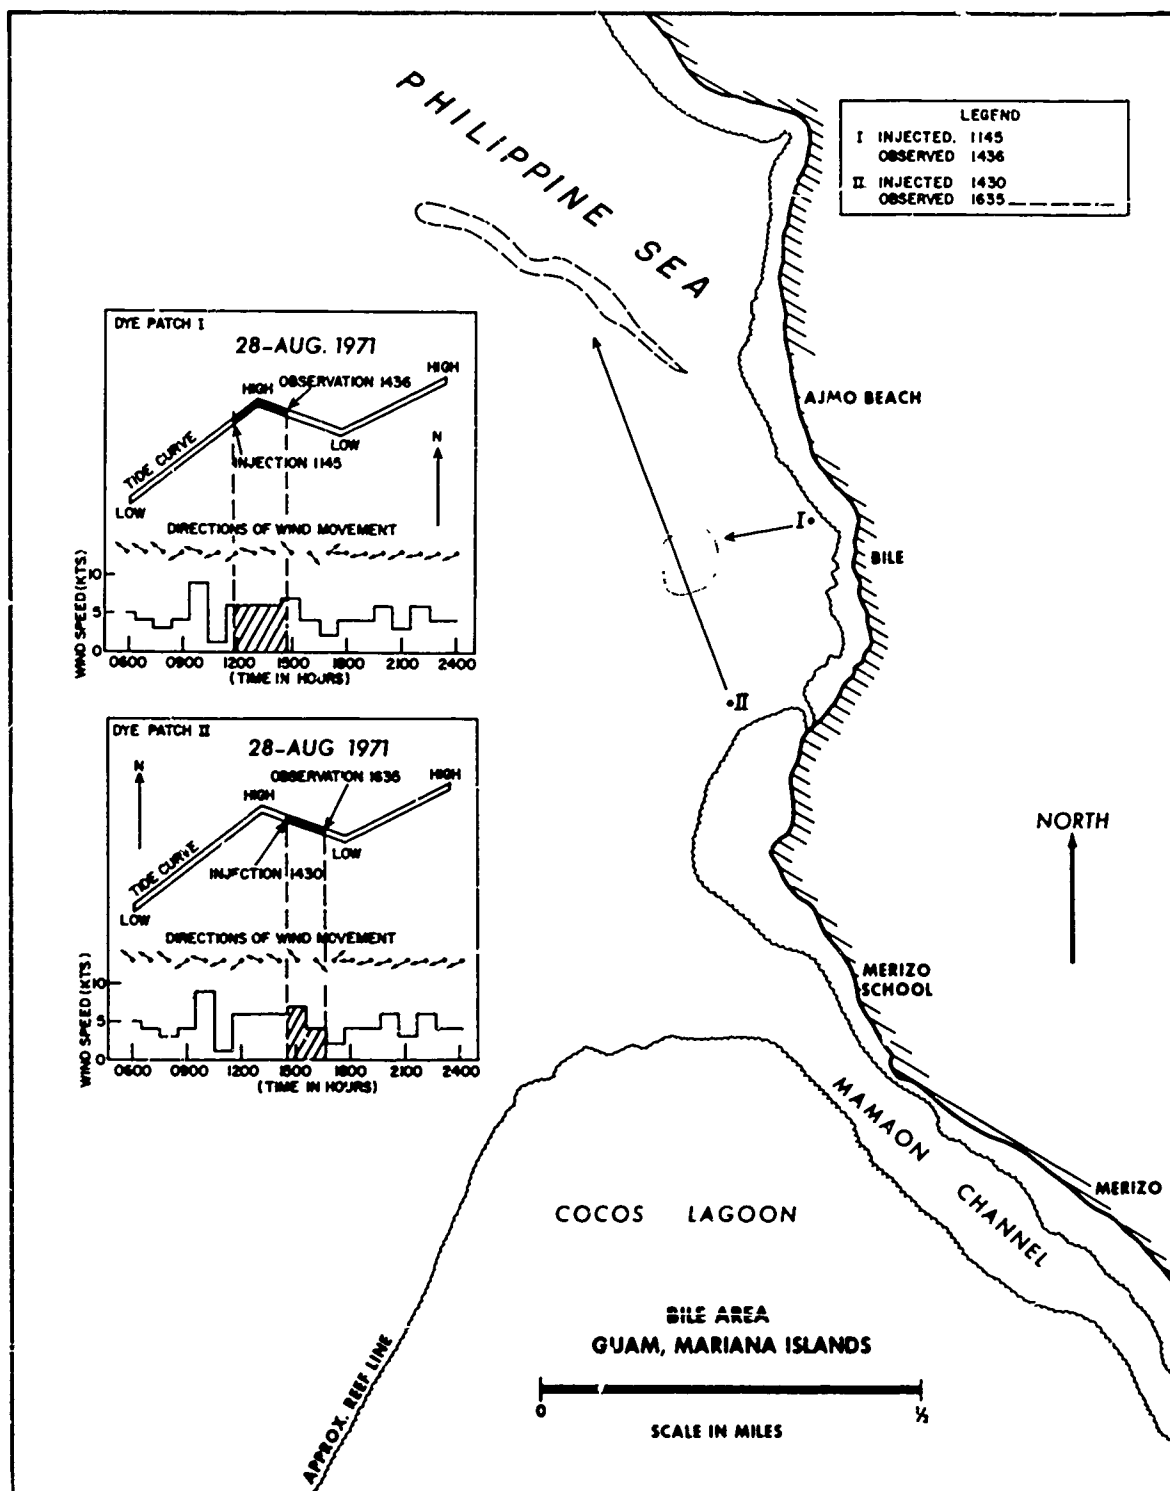 PHILIPPINE SEA
LEGEND
I INJECTED. 1145
OBSERVED 1436
II INJECTED 1430
OBSERVED 1635
DYE PATCH I
28-AUG. 1971
HIGH
OBSERVATION 1436
HIGH
N
TIDE CURVE
LOW
INJECTION 1145
LOW
DIRECTIONS OF WIND MOVEMENT
WIND SPEED (KTS.)
10
5
0
0600 0900 1200 1500 1800 2100 2400
(TIME IN HOURS)
AJMO BEACH
I
BILE
II
DYE PATCH II
28-AUG 1971
N
OBSERVATION 1635
HIGH
HIGH
TIDE CURVE
LOW
INJECTION 1430
LOW
DIRECTIONS OF WIND MOVEMENT
WIND SPEED (KTS.)
10
5
0
0600 0900 1200 1500 1800 2100 2400
(TIME IN HOURS)
NORTH
MERIZO
SCHOOL
MAMAON CHANNEL
MERIZO
COCOS LAGOON
BILE AREA
GUAM, MARIANA ISLANDS
0 1/2
SCALE IN MILES
APPROX. REEF LINE